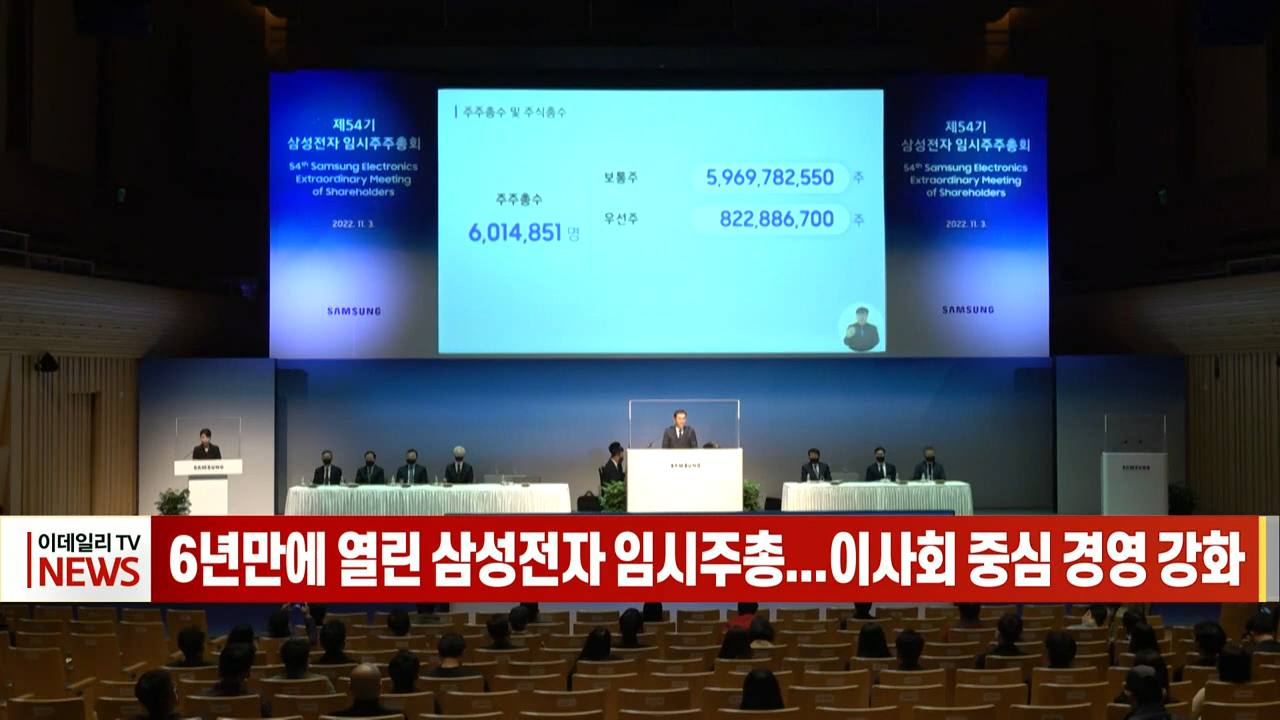 제54기
삼성전자 임시주주총회
54th Samsung Electronics
Extraordinary Meeting
of Shareholders
2022. 11. 3.
SAMSUNG
주주총수 및 주식총수
주주총수
6,014,851 명
보통주 5,969,782,550 주
우선주 822,886,700 주
제54기
삼성전자 임시주주총회
54th Samsung Electronics
Extraordinary Meeting
of Shareholders
2022. 11. 3.
SAMSUNG
SAMSUNG
SAMSUNG
SAMSUNG
이데일리 TV
NEWS
6년만에 열린 삼성전자 임시주총...이사회 중심 경영 강화